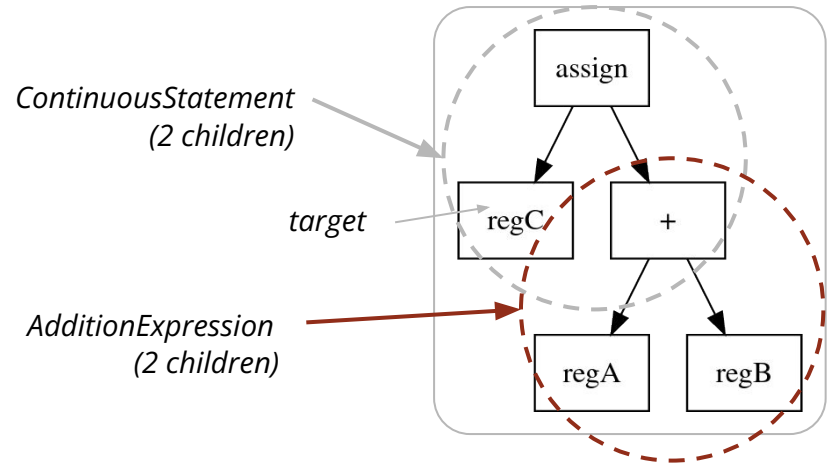 assign
ContinuousStatement
(2 children)
target
regC
+
AdditionExpression
(2 children)
regA
regB